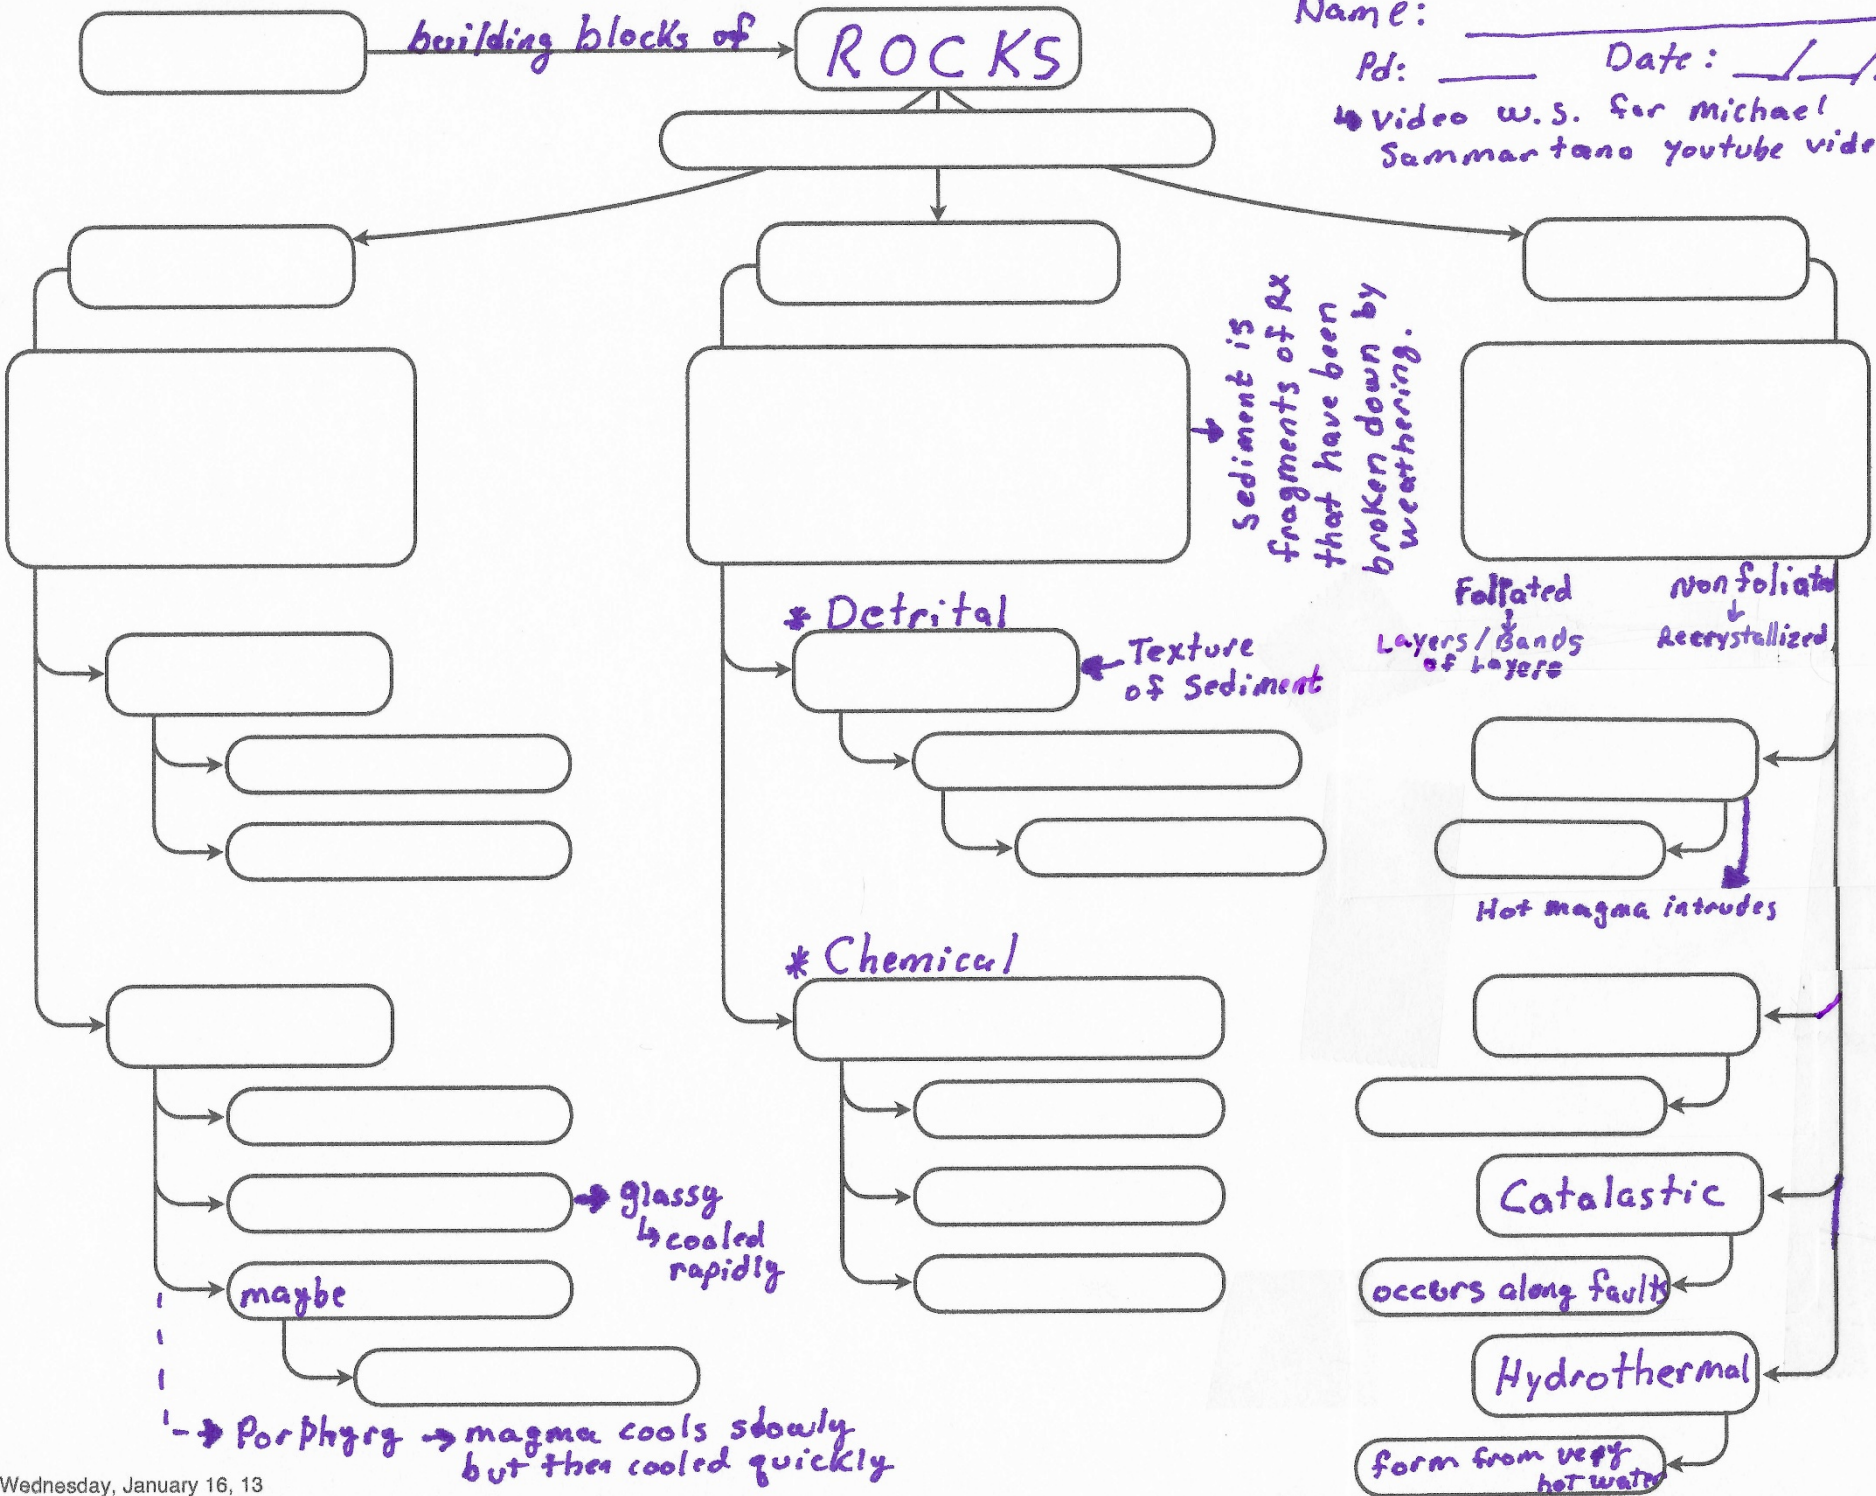 building blocks of
ROCKS
Name:
Pd: Date: / /
Video w.s. for Michael
Sammartano youtube vide
Sediment is
fragments of Rx
that have been
broken down by
weathering.
* Detrital
Texture
of Sediment
Foliated
Layers/Bands
of Layers
Nonfoliated
Recrystallized
Hot magma intrudes
* Chemical
glassy
cooled
rapidly
maybe
Porphyry → magma cools slowly
but then cooled quickly
Catalastic
occurs along faults
Hydrothermal
form from very
hot water
Wednesday, January 16, 13